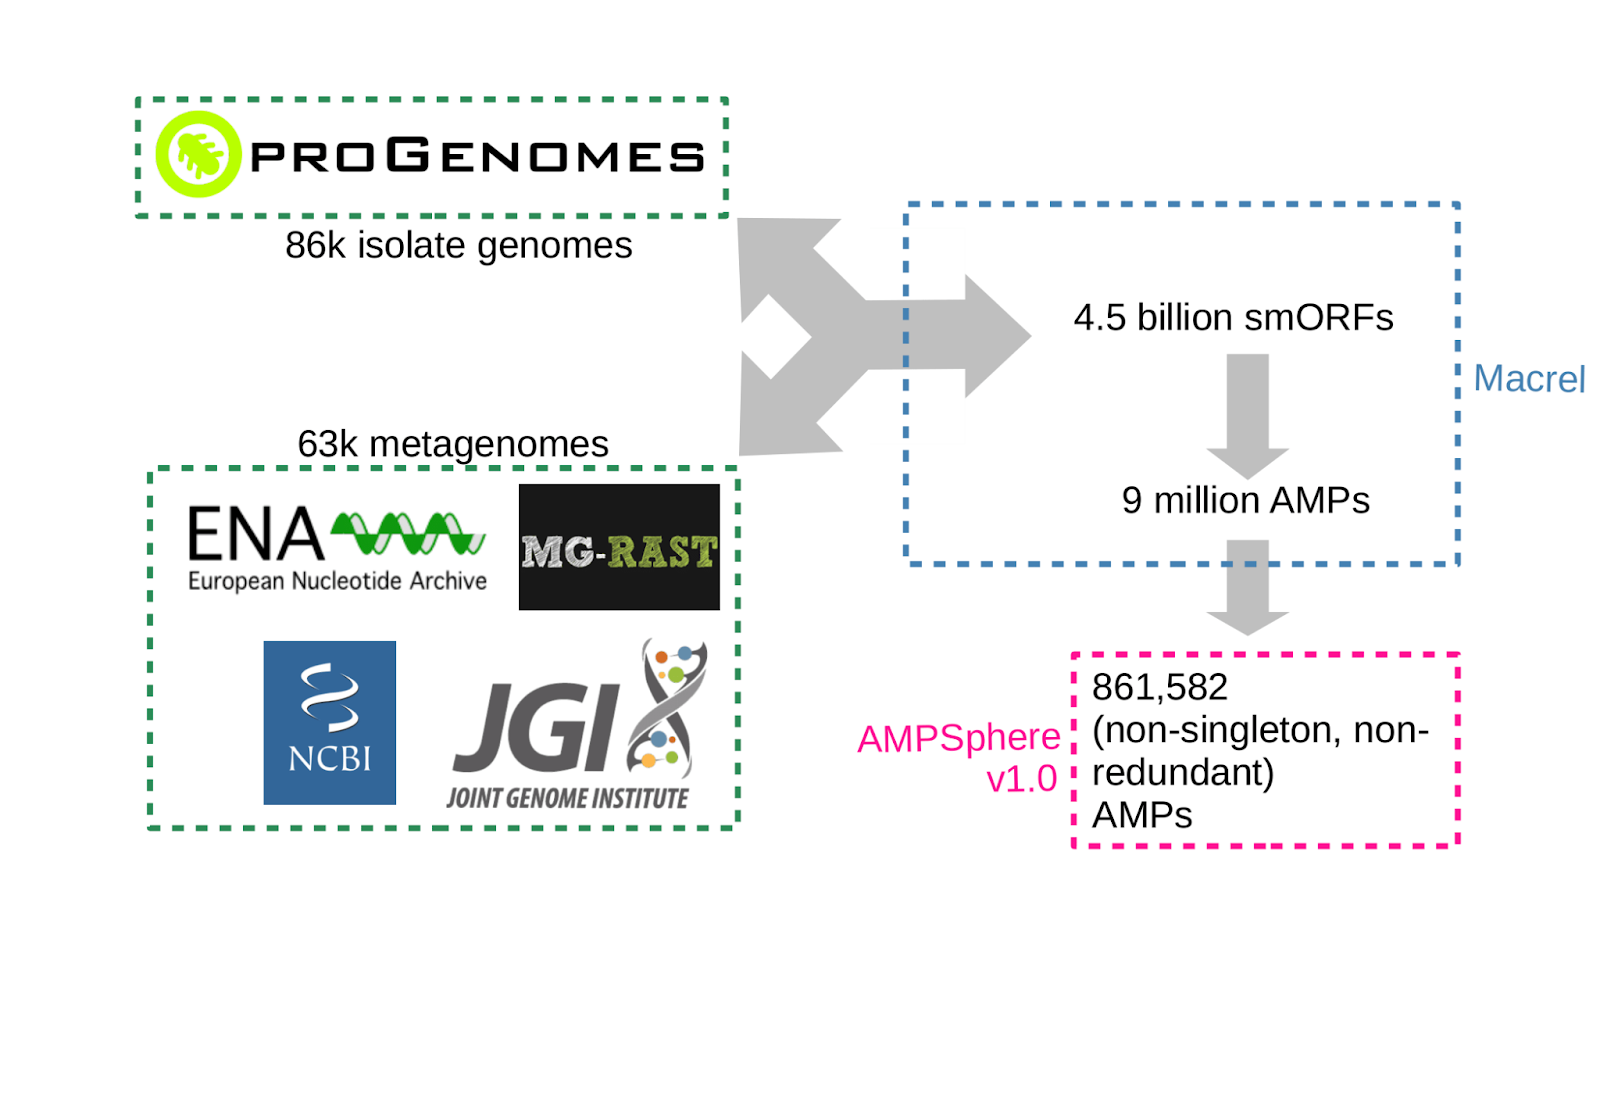 proGenomes
86k isolate genomes
63k metagenomes
ENA
European Nucleotide Archive
MG-RAST
NCBI
JGI
JOINT GENOME INSTITUTE
4.5 billion smORFs
9 million AMPs
Macrel
AMPSphere
v1.0
861,582
(non-singleton, non-
redundant)
AMPs